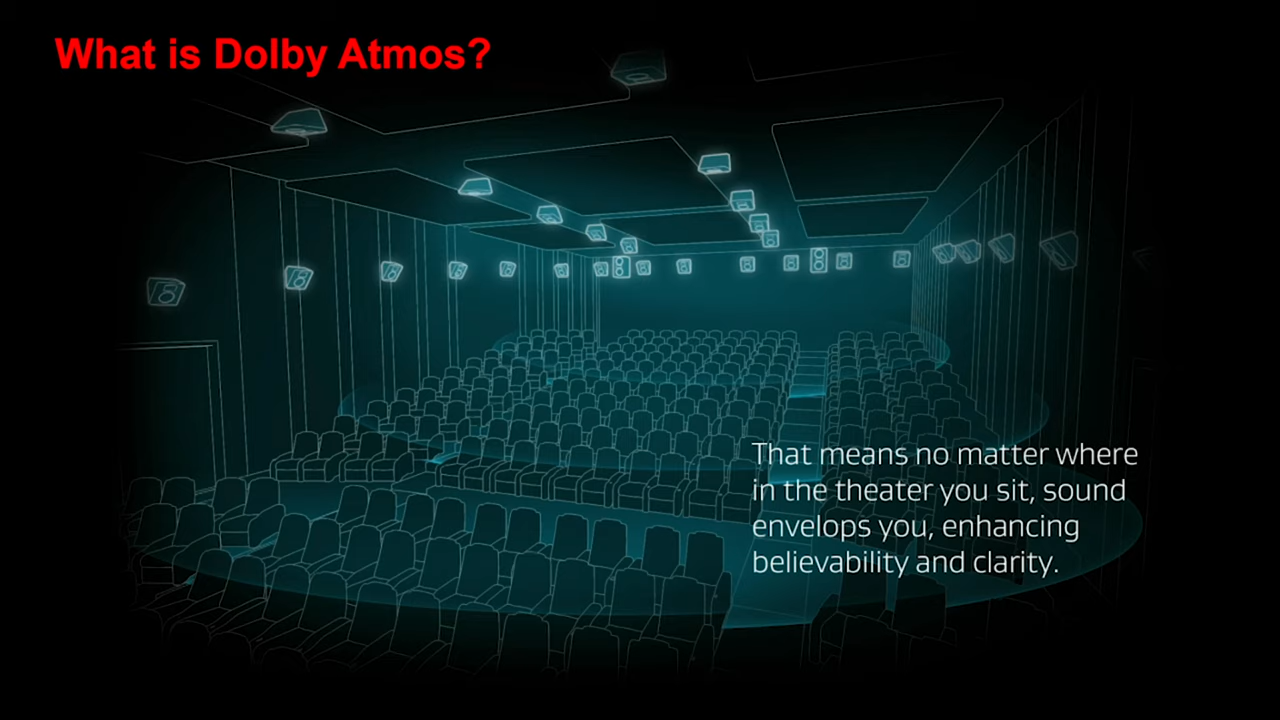 What is Dolby Atmos?
That means no matter where
in the theater you sit, sound
envelops you, enhancing
believability and clarity.